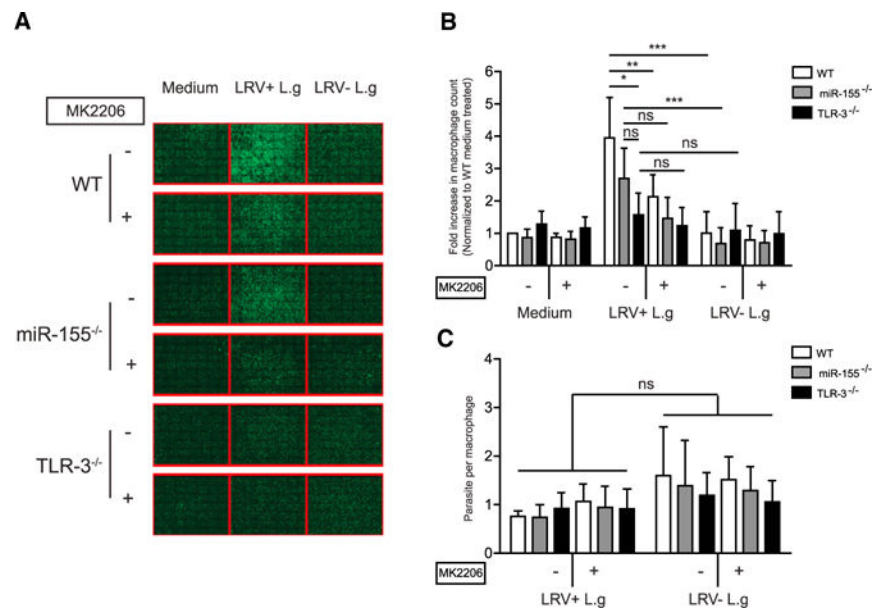 A
Medium LRV+ L.g LRV- L.g
MK2206
-
WT
+
-
miR-155-/-
+
-
TLR-3-/-
+
B
***
**
*
***
ns
ns
ns
ns
WT
miR-155-/-
TLR-3-/-
Fold increase in macrophage count
(Normalized to WT medium treated)
6
5
4
3
2
1
0
MK2206
- + - + - +
Medium LRV+ L.g LRV- L.g
C
ns
WT
miR-155-/-
TLR-3-/-
Parasite per macrophage
4
3
2
1
0
MK2206
- + - +
LRV+ L.g LRV- L.g